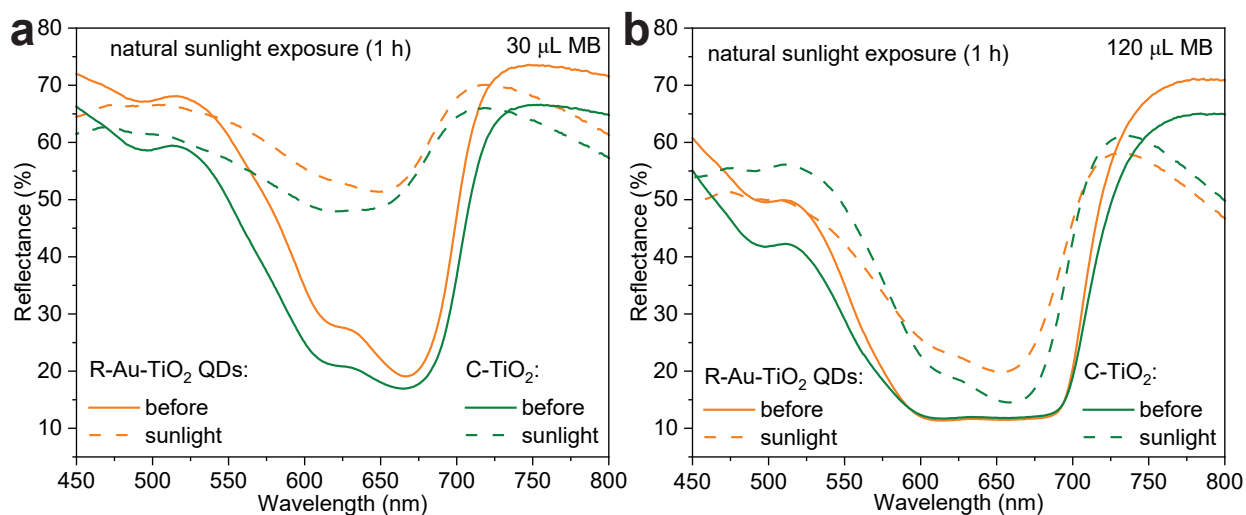 a
natural sunlight exposure (1 h)
30 μL MB
Reflectance (%)
80
70
60
50
40
30
20
10
R-Au-TiO₂ QDs:
before
sunlight
C-TiO₂:
before
sunlight
450 500 550 600 650 700 750 800
Wavelength (nm)
b
natural sunlight exposure (1 h)
120 μL MB
Reflectance (%)
80
70
60
50
40
30
20
10
R-Au-TiO₂ QDs:
before
sunlight
C-TiO₂:
before
sunlight
450 500 550 600 650 700 750 800
Wavelength (nm)